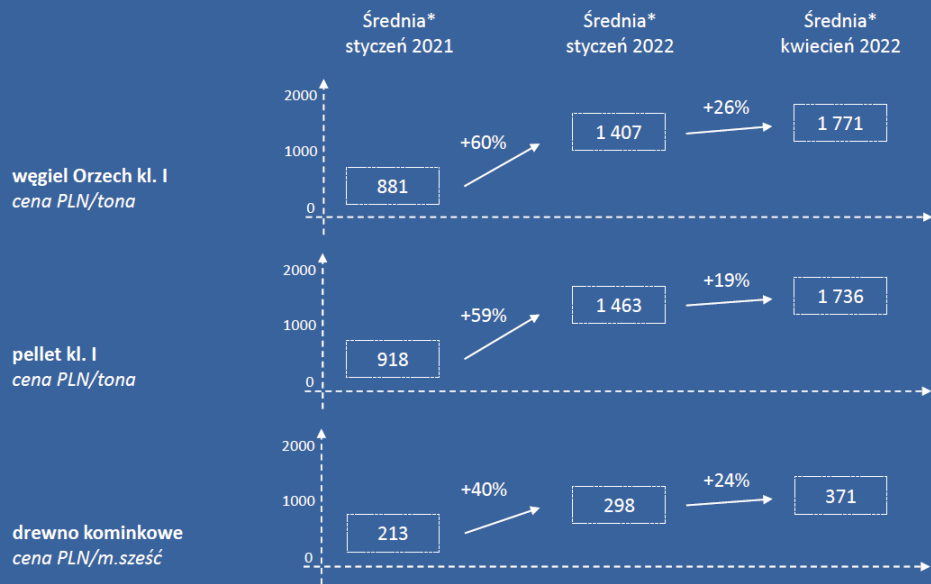 Średnia*
styczeń 2021
Średnia*
styczeń 2022
Średnia*
kwiecień 2022
węgiel Orzech kl. I
cena PLN/tona
2000
1000
0
881
+60%
1 407
+26%
1 771
pellet kl. I
cena PLN/tona
2000
1000
0
918
+59%
1 463
+19%
1 736
drewno kominkowe
cena PLN/m.sześć
2000
1000
0
213
+40%
298
+24%
371